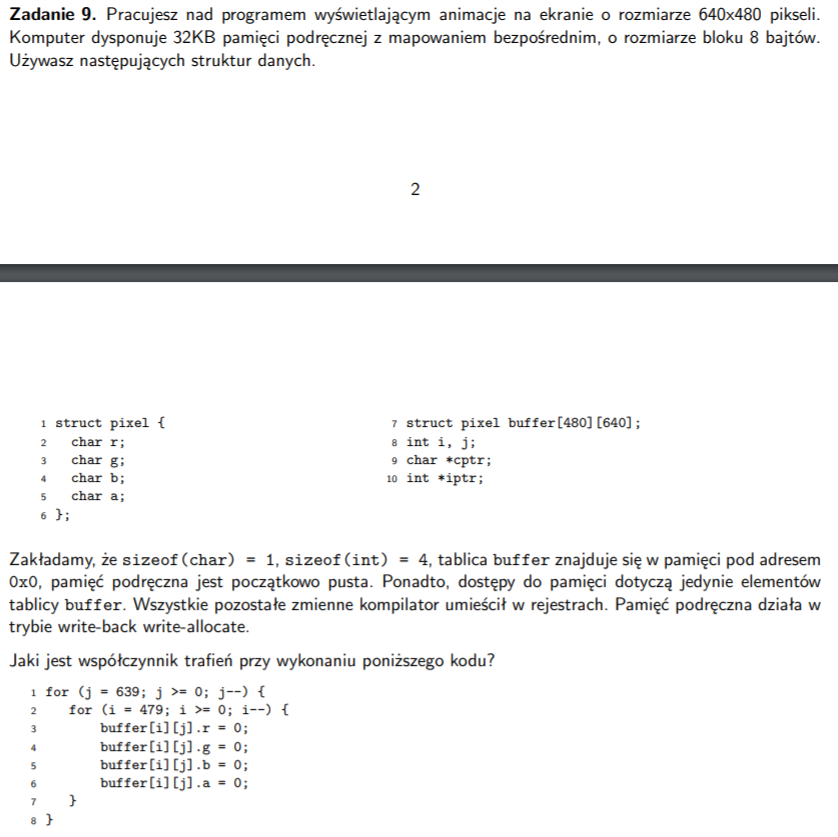 Zadanie 9. Pracujesz nad programem wyświetlającym animacje na ekranie o rozmiarze 640x480 pikseli.
Komputer dysponuje 32KB pamięci podręcznej z mapowaniem bezpośrednim, o rozmiarze bloku 8 bajtów.
Używasz następujących struktur danych.
2
1 struct pixel {
2 char r;
3 char g;
4 char b;
5 char a;
6 };
7 struct pixel buffer[480][640];
8 int i, j;
9 char *cptr;
10 int *iptr;
Zakładamy, że sizeof(char) = 1, sizeof(int) = 4, tablica buffer znajduje się w pamięci pod adresem
0x0, pamięć podręczna jest początkowo pusta. Ponadto, dostępy do pamięci dotyczą jedynie elementów
tablicy buffer. Wszystkie pozostałe zmienne kompilator umieścił w rejestrach. Pamięć podręczna działa w
trybie write-back write-allocate.
Jaki jest współczynnik trafień przy wykonaniu poniższego kodu?
1 for (j = 639; j >= 0; j--) {
2 for (i = 479; i >= 0; i--) {
3 buffer[i][j].r = 0;
4 buffer[i][j].g = 0;
5 buffer[i][j].b = 0;
6 buffer[i][j].a = 0;
7 }
8 }